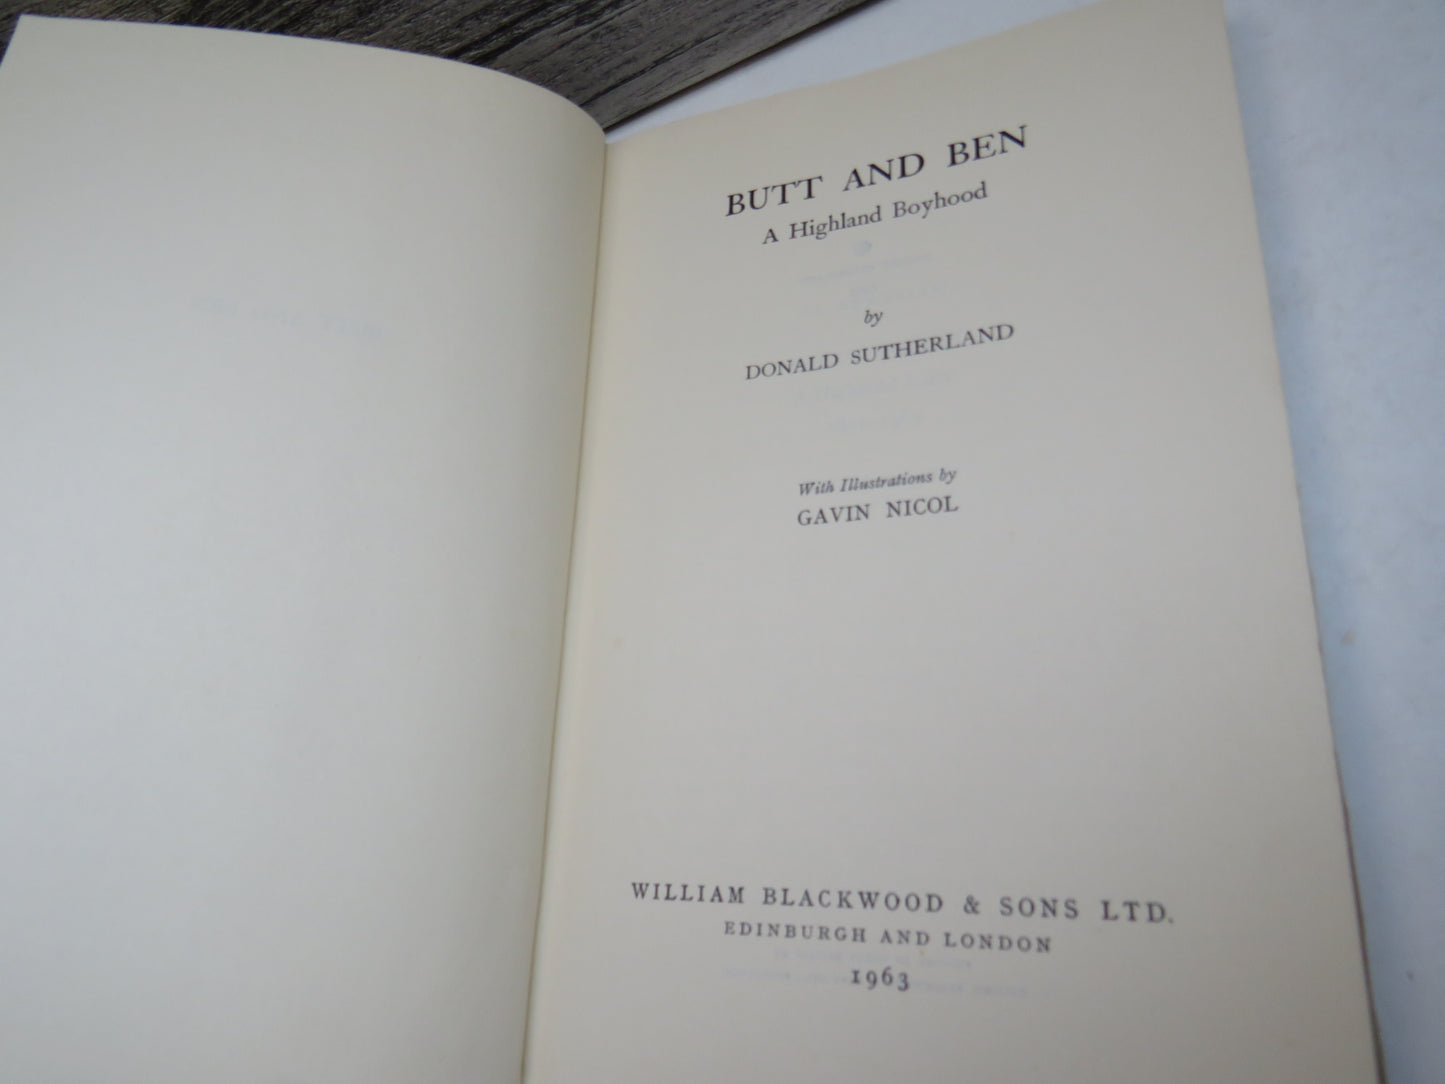 BUTT AND BEN
A Highland Boyhood
by
DONALD SUTHERLAND
With Illustrations by
GAVIN NICOL
WILLIAM BLACKWOOD & SONS LTD.
EDINBURGH AND LONDON
1963